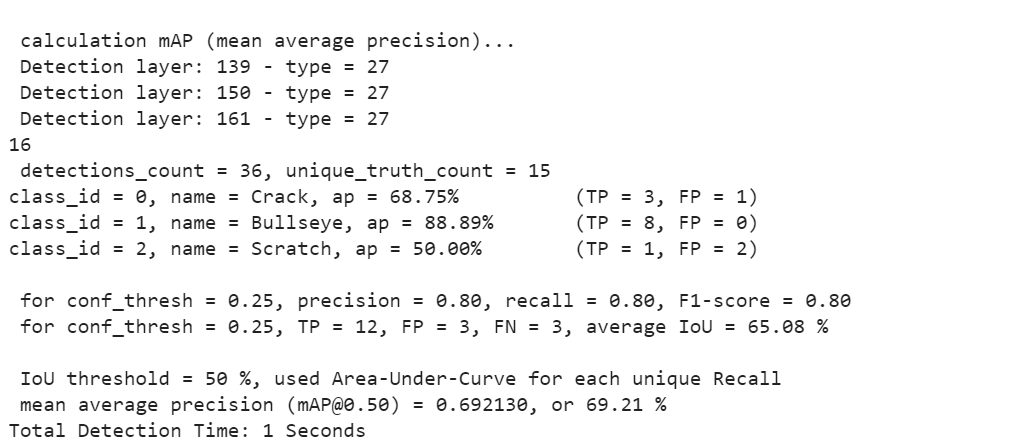 calculation mAP (mean average precision)...
Detection layer: 139 - type = 27
Detection layer: 150 - type = 27
Detection layer: 161 - type = 27
16
detections_count = 36, unique_truth_count = 15
class_id = 0, name = Crack, ap = 68.75% (TP = 3, FP = 1)
class_id = 1, name = Bullseye, ap = 88.89% (TP = 8, FP = 0)
class_id = 2, name = Scratch, ap = 50.00% (TP = 1, FP = 2)
for conf_thresh = 0.25, precision = 0.80, recall = 0.80, F1-score = 0.80
for conf_thresh = 0.25, TP = 12, FP = 3, FN = 3, average IoU = 65.08 %
IoU threshold = 50 %, used Area-Under-Curve for each unique Recall
mean average precision (mAP@0.50) = 0.692130, or 69.21 %
Total Detection Time: 1 Seconds